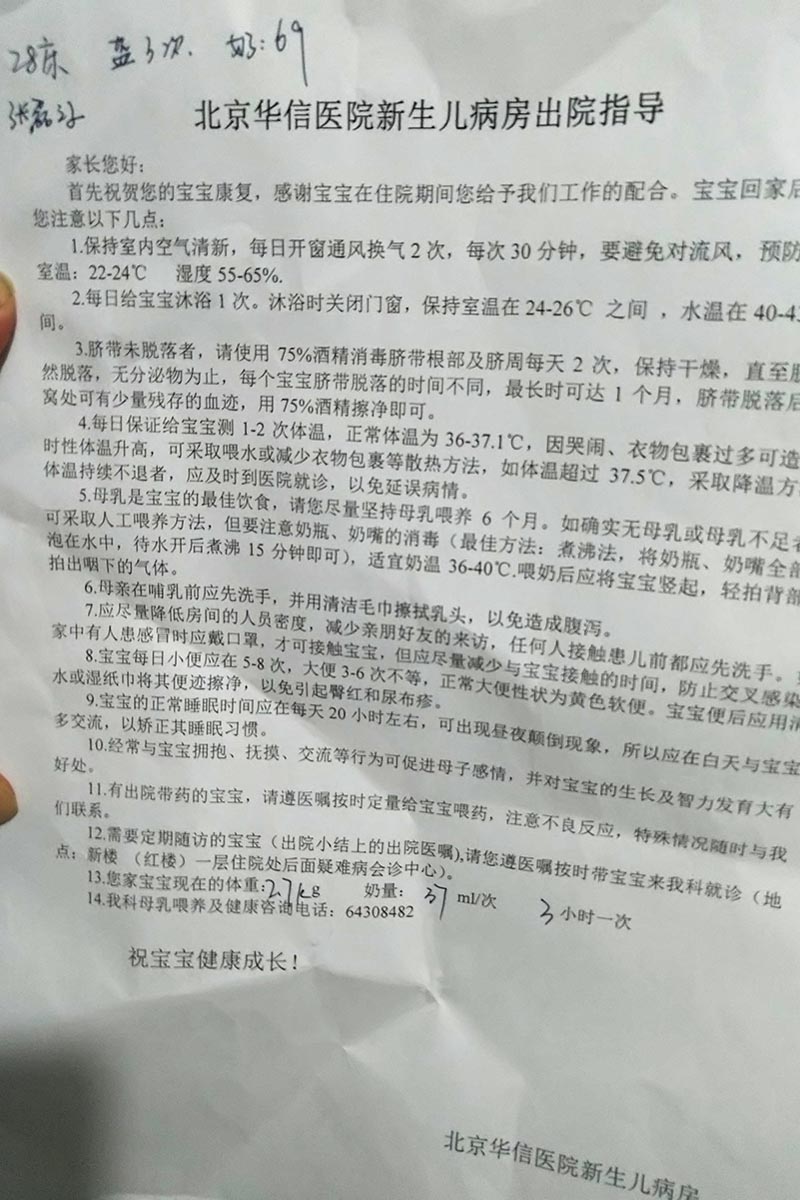 28床 盐3次. 奶:69
张磊子
北京华信医院新生儿病房出院指导
家长您好:
首先祝贺您的宝宝康复，感谢宝宝在住院期间您给予我们工作的配合。宝宝回家后
您注意以下几点:
1.保持室内空气清新，每日开窗通风换气2次，每次30分钟，要避免对流风，预防
室温：22-24℃ 湿度55-65%.
2.每日给宝宝沐浴1次。沐浴时关闭门窗，保持室温在24-26℃ 之间 ，水温在40-4
间。
3.脐带未脱落者，请使用75%酒精消毒脐带根部及脐周每天2次，保持干燥，直至
然脱落，无分泌物为止，每个宝宝脐带脱落的时间不同，最长时可达1个月，脐带脱落后
窝处可有少量残存的血迹，用75%酒精擦净即可。
4.每日保证给宝宝测1-2次体温，正常体温为36-37.1℃，因哭闹、衣物包裹过多可造
时性体温升高，可采取喂水或减少衣物包裹等散热方法，如体温超过37.5℃，采取降温方
体温持续不退者，应及时到医院就诊，以免延误病情。
5.母乳是宝宝的最佳饮食，请您尽量坚持母乳喂养6个月。如确实无母乳或母乳不足者
可采取人工喂养方法，但要注意奶瓶、奶嘴的消毒（最佳方法：煮沸法，将奶瓶、奶嘴全部
泡在水中，待水开后煮沸15分钟即可），适宜奶温36-40℃.喂奶后应将宝宝竖起，轻拍背部
拍出咽下的气体。
6.母亲在哺乳前应先洗手，并用清洁毛巾擦拭乳头，以免造成腹泻。
7.应尽量降低房间的人员密度，减少亲朋好友的来访，任何人接触患儿前都应先洗手。
家中有人患感冒时应戴口罩，才可接触宝宝，但应尽量减少与宝宝接触的时间，防止交叉感染
8.宝宝每日小便应在5-8次，大便3-6次不等，正常大便性状为黄色软便。宝宝便后应用清
水或湿纸巾将其便迹擦净，以免引起臀红和尿布疹。
9.宝宝的正常睡眠时间应在每天20小时左右，可出现昼夜颠倒现象，所以应在白天与宝宝
多交流，以矫正其睡眠习惯。
10.经常与宝宝拥抱、抚摸、交流等行为可促进母子感情，并对宝宝的生长及智力发育大有
好处。
11.有出院带药的宝宝，请遵医嘱按时定量给宝宝喂药，注意不良反应，特殊情况随时与我
们联系。
12.需要定期随访的宝宝（出院小结上的出院医嘱),请您遵医嘱按时带宝宝来我科就诊（地
点：新楼（红楼）一层住院处后面疑难病会诊中心）。
13.您家宝宝现在的体重:2.7kg 奶量: 37 ml/次 3小时一次
14.我科母乳喂养及健康咨询电话：64308482
祝宝宝健康成长!
北京华信医院新生儿病房